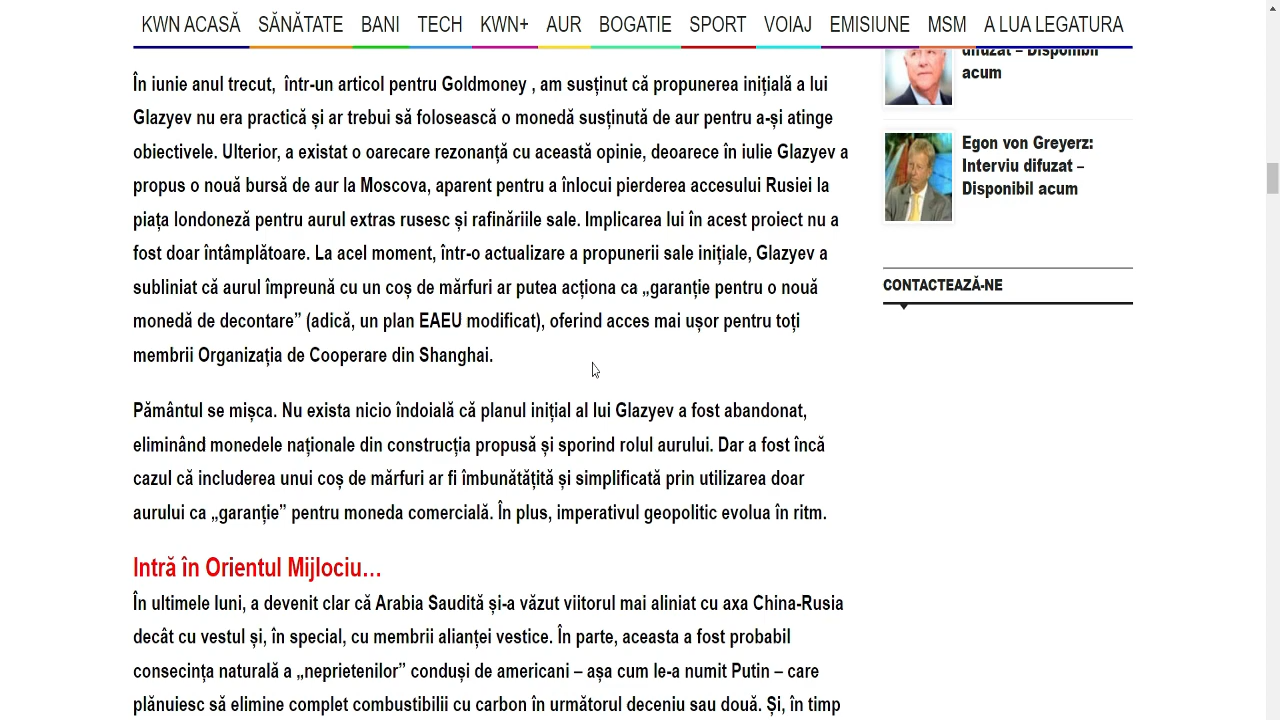 KWN ACASĂ SĂNĂTATE BANI TECH KWN+ AUR BOGATIE SPORT VOIAJ EMISIUNE MSM A LUA LEGATURA
În iunie anul trecut, într-un articol pentru Goldmoney , am susținut că propunerea inițială a lui
Glazyev nu era practică și ar trebui să folosească o monedă susținută de aur pentru a-și atinge
obiectivele. Ulterior, a existat o oarecare rezonanță cu această opinie, deoarece în iulie Glazyev a
propus o nouă bursă de aur la Moscova, aparent pentru a înlocui pierderea accesului Rusiei la
piața londoneză pentru aurul extras rusesc și rafinăriile sale. Implicarea lui în acest proiect nu a
fost doar întâmplătoare. La acel moment, într-o actualizare a propunerii sale inițiale, Glazyev a
subliniat că aurul împreună cu un coș de mărfuri ar putea acționa ca „garanție pentru o nouă
monedă de decontare” (adică, un plan EAEU modificat), oferind acces mai ușor pentru toți
membrii Organizația de Cooperare din Shanghai.
Pământul se mișca. Nu exista nicio îndoială că planul inițial al lui Glazyev a fost abandonat,
eliminând monedele naționale din construcția propusă și sporind rolul aurului. Dar a fost încă
cazul că includerea unui coș de mărfuri ar fi îmbunătățită și simplificată prin utilizarea doar
aurului ca „garanție” pentru moneda comercială. În plus, imperativul geopolitic evolua în ritm.
Intră în Orientul Mijlociu…
În ultimele luni, a devenit clar că Arabia Saudită și-a văzut viitorul mai aliniat cu axa China-Rusia
decât cu vestul și, în special, cu membrii alianței vestice. În parte, aceasta a fost probabil
consecința naturală a „neprietenilor” conduși de americani – așa cum le-a numit Putin – care
plănuiesc să elimine complet combustibilii cu carbon în următorul deceniu sau două. Și, în timp
difuzat – Disponibil
acum
Egon von Greyerz:
Interviu difuzat –
Disponibil acum
CONTACTEAZĂ-NE